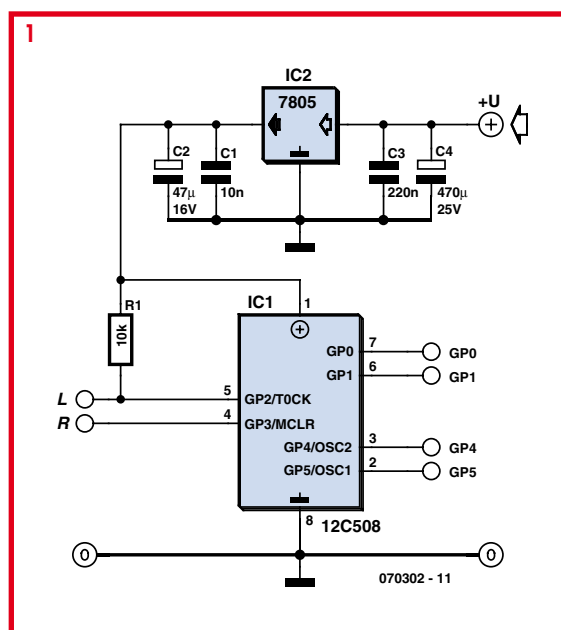 1
IC2
7805
+U
C2
47µ
16V
C1
10n
C3
220n
C4
470µ
25V
R1
10k
IC1
1
L
R
5
4
GP2/T0CK
GP3/MCLR
GP0
GP1
GP4/OSC2
GP5/OSC1
7
6
3
2
GP0
GP1
GP4
GP5
8
12C508
0
0
070302 - 11